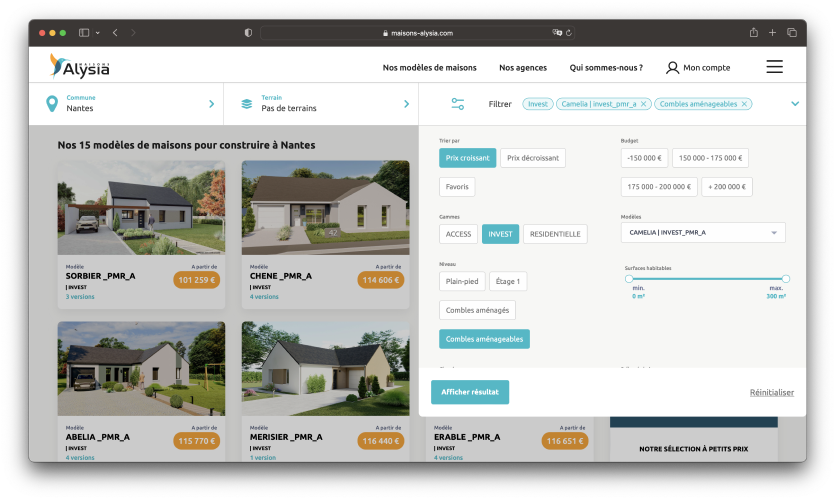 maisons-alysia.com
MAISONS
Alysia
Nos modèles de maisons
Nos agences
Qui sommes-nous ?
Mon compte
Commune
Nantes
Terrain
Pas de terrains
Filtrer
Invest
Camelia | invest_pmr_a ×
Combles aménageables ×
Nos 15 modèles de maisons pour construire à Nantes
Modèle
SORBIER _PMR_A
| INVEST
3 versions
A partir de
101 259 €
42
Modèle
CHENE _PMR_A
| INVEST
4 versions
A partir de
114 606 €
Modèle
ABELIA _PMR_A
| INVEST
4 versions
A partir de
115 770 €
Modèle
MERISIER _PMR_A
| INVEST
1 version
A partir de
116 440 €
Modèle
ERABLE _PMR_A
| INVEST
4 versions
A partir de
116 651 €
NOTRE SÉLECTION À PETITS PRIX
Trier par
Prix croissant
Prix décroissant
Favoris
Budget
-150 000 €
150 000 - 175 000 €
175 000 - 200 000 €
+ 200 000 €
Gammes
ACCESS
INVEST
RESIDENTIELLE
Modèles
CAMELIA | INVEST_PMR_A
Niveau
Plain-pied
Étage 1
Combles aménagés
Combles aménageables
Surfaces habitables
min.
0 m²
max.
300 m²
Afficher résultat
Réinitialiser